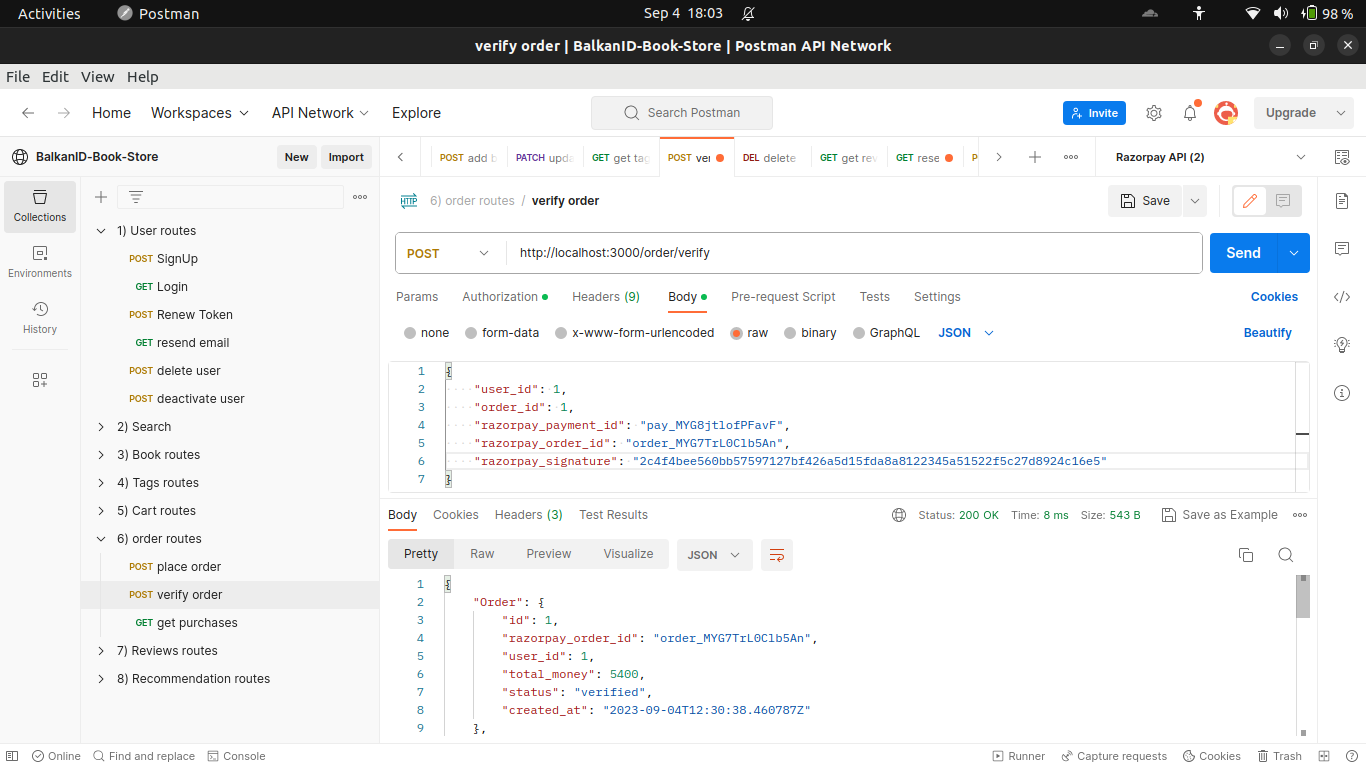 Activities Postman Sep 4 18:03 98 %
verify order | BalkanID-Book-Store | Postman API Network
File Edit View Help
Home Workspaces API Network Explore Search Postman Invite Upgrade
BalkanID-Book-Store New Import
POST add b PATCH upda GET get tag POST ver DEL delete GET get rev GET rese P Razorpay API (2)
Collections
Environments
History
1) User routes
POST SignUp
GET Login
POST Renew Token
GET resend email
POST delete user
POST deactivate user
2) Search
3) Book routes
4) Tags routes
5) Cart routes
6) order routes
POST place order
POST verify order
GET get purchases
7) Reviews routes
8) Recommendation routes
HTTP 6) order routes / verify order Save
POST http://localhost:3000/order/verify Send
Params Authorization Headers (9) Body Pre-request Script Tests Settings Cookies
none form-data x-www-form-urlencoded raw binary GraphQL JSON Beautify
1 {
2 "user_id": 1,
3 "order_id": 1,
4 "razorpay_payment_id": "pay_MYG8jtlofPFavF",
5 "razorpay_order_id": "order_MYG7TrL0Clb5An",
6 "razorpay_signature": "2c4f4bee560bb57597127bf426a5d15fda8a8122345a51522f5c27d8924c16e5"
7 }
Body Cookies Headers (3) Test Results Status: 200 OK Time: 8 ms Size: 543 B Save as Example
Pretty Raw Preview Visualize JSON
1 {
2 "Order": {
3 "id": 1,
4 "razorpay_order_id": "order_MYG7TrL0Clb5An",
5 "user_id": 1,
6 "total_money": 5400,
7 "status": "verified",
8 "created_at": "2023-09-04T12:30:38.460787Z"
9 },
Online Find and replace Console Runner Capture requests Cookies Trash